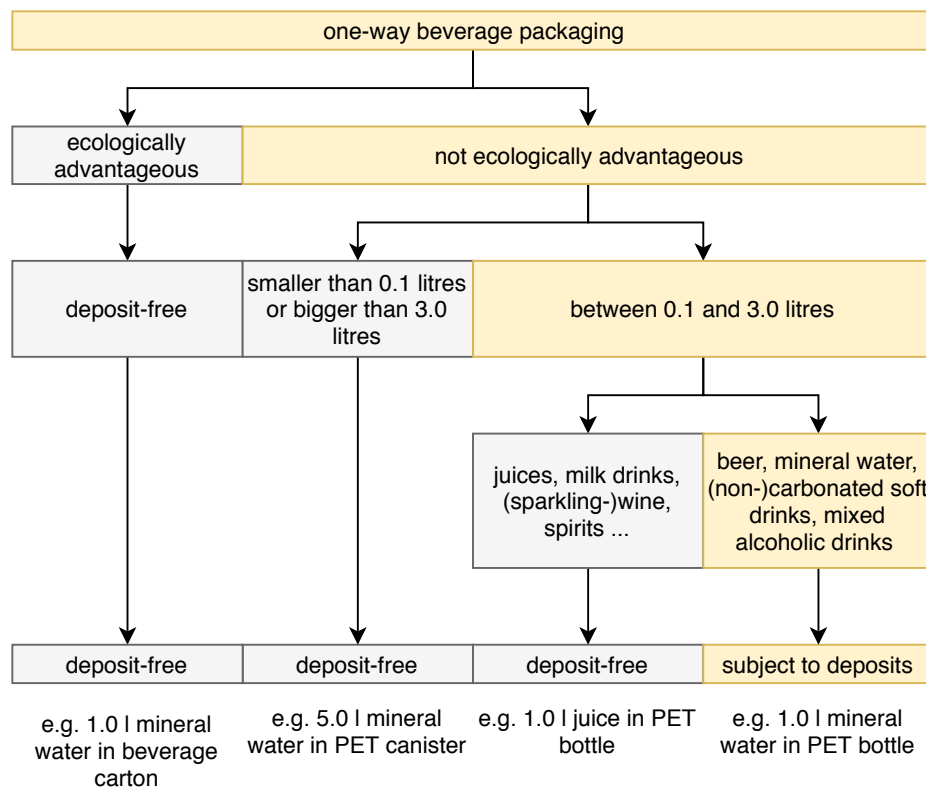 one-way beverage packaging
ecologically
advantageous
not ecologically advantageous
deposit-free
smaller than 0.1 litres
or bigger than 3.0
litres
between 0.1 and 3.0 litres
juices, milk drinks,
(sparkling-)wine,
spirits ...
beer, mineral water,
(non-)carbonated soft
drinks, mixed
alcoholic drinks
deposit-free
deposit-free
deposit-free
subject to deposits
e.g. 1.0 l mineral
water in beverage
carton
e.g. 5.0 l mineral
water in PET canister
e.g. 1.0 l juice in PET
bottle
e.g. 1.0 l mineral
water in PET bottle